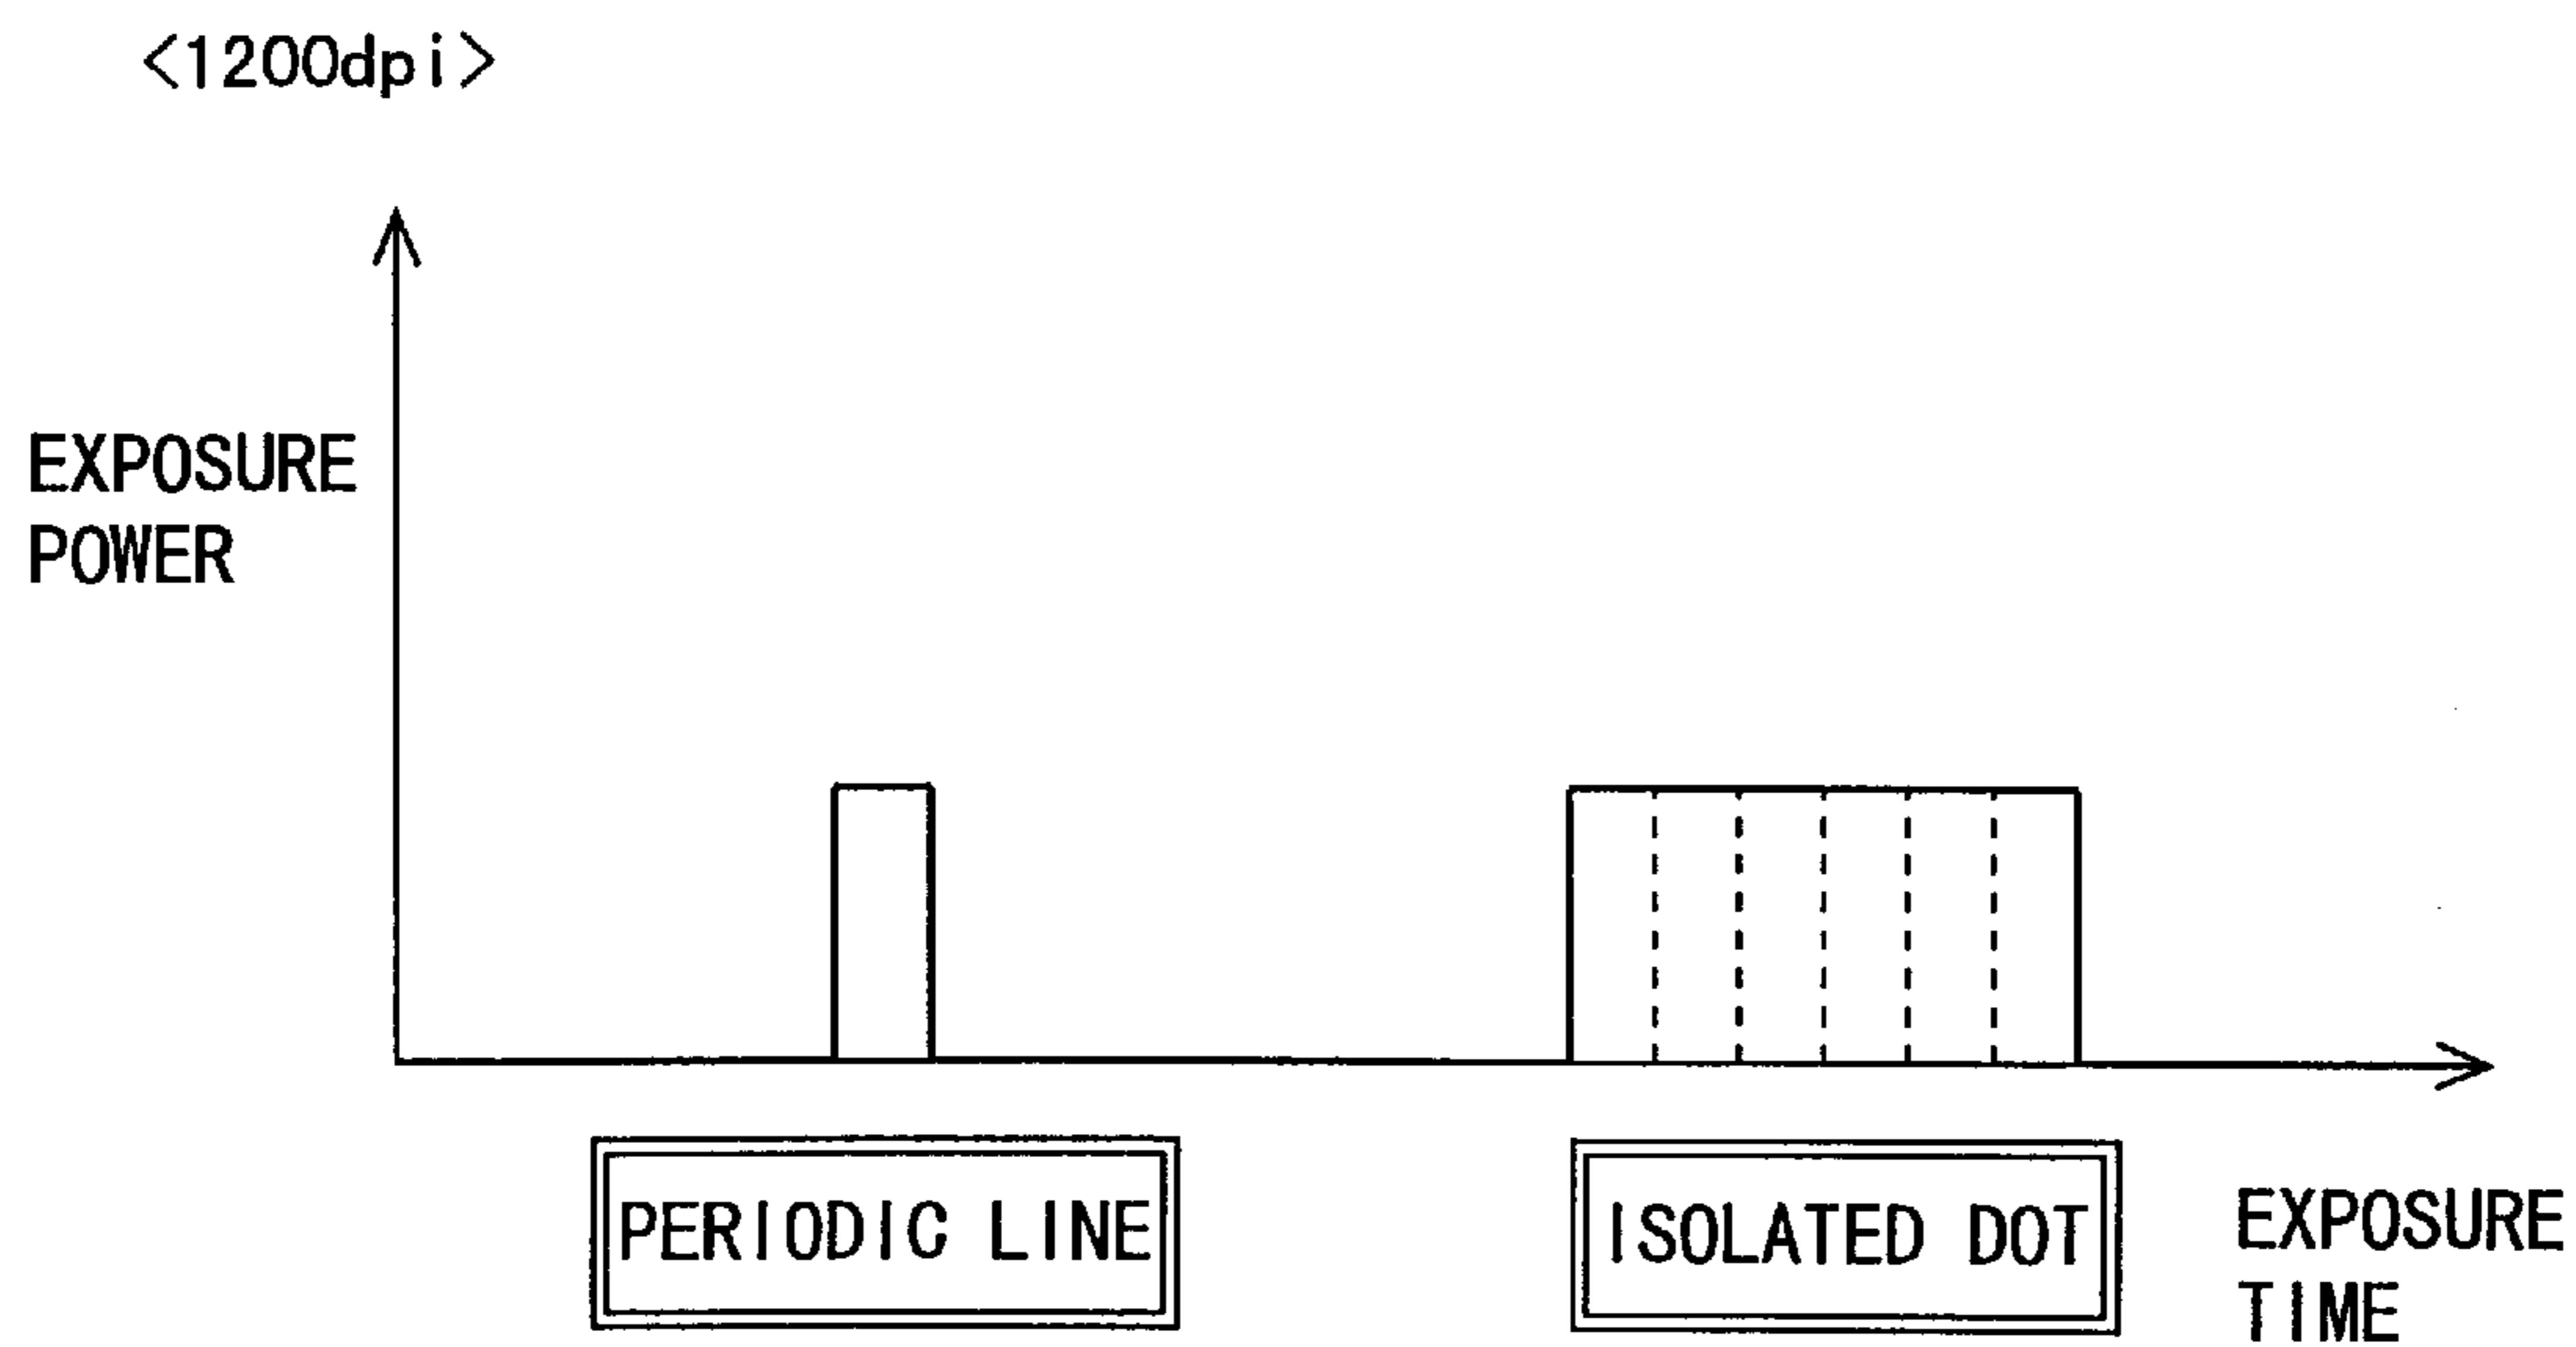 <1200dpi>
EXPOSURE
POWER
PERIODIC LINE
ISOLATED DOT
EXPOSURE
TIME